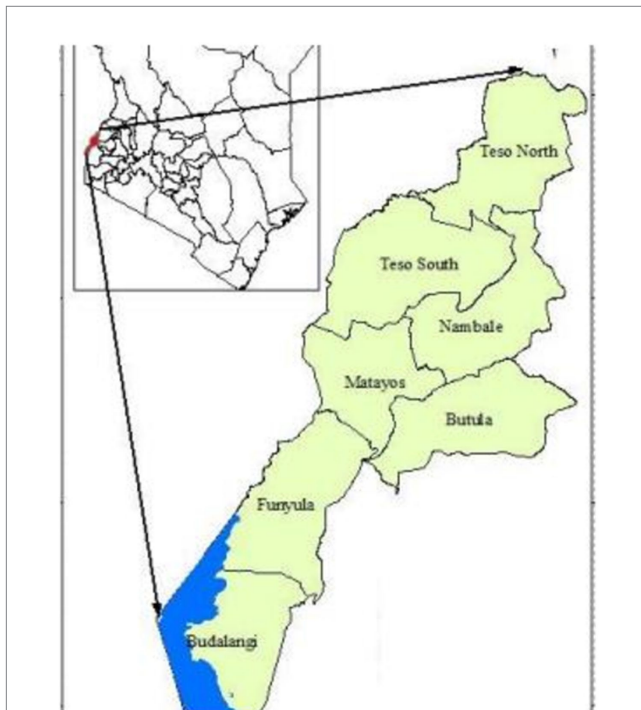 Teso North
Teso South
Nambale
Matayos
Butula
Funyula
Budalangi